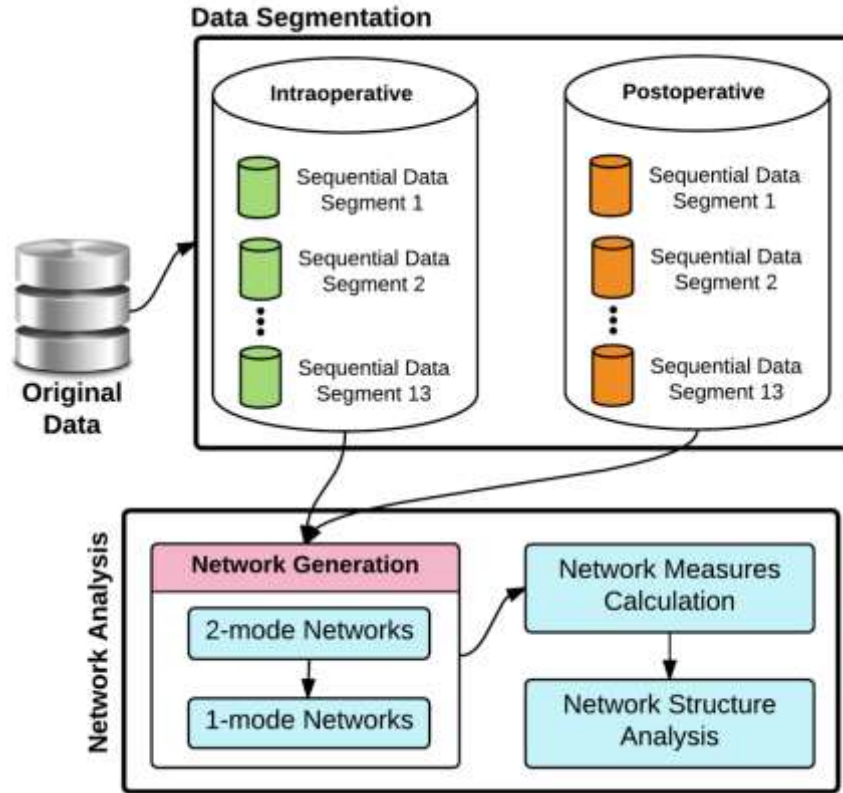 Data Segmentation
Intraoperative
Sequential Data
Segment 1
Sequential Data
Segment 2
Sequential Data
Segment 13
Postoperative
Sequential Data
Segment 1
Sequential Data
Segment 2
Sequential Data
Segment 13
Original
Data
Network Analysis
Network Generation
2-mode Networks
1-mode Networks
Network Measures
Calculation
Network Structure
Analysis